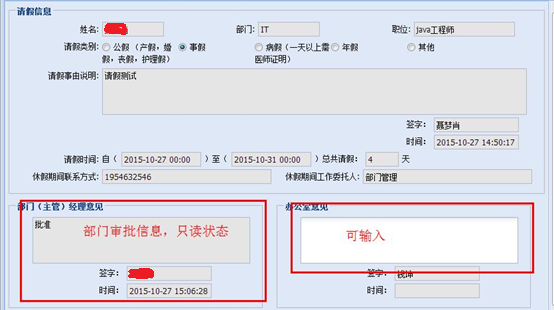 请假信息
姓名： 部门： IT 职位： java工程师
请假类别： 公假（产假，婚假，丧假，护理假） 事假 病假（一天以上需医师证明） 年假 其他
请假事由说明： 请假测试
签字： 聂梦肖
时间： 2015-10-27 14:50:17
请假时间： 自（ 2015-10-27 00:00 ）至（ 2015-10-31 00:00 ）总共请假： 4 天
休假期间联系方式： 1954632546 休假期间工作委托人： 部门管理
部门（主管）经理意见 办公室意见
批准
部门审批信息，只读状态 可输入
签字： 签字： 钱坤
时间： 2015-10-27 15:06:28 时间：